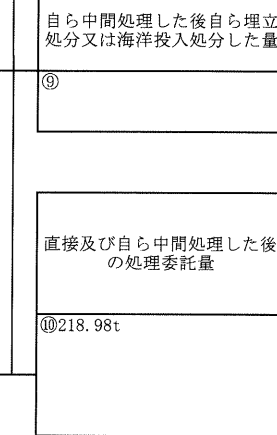 自ら中間処理した後自ら埋立
処分又は海洋投入処分した量
⑨
直接及び自ら中間処理した後
の処理委託量
⑩218.98t